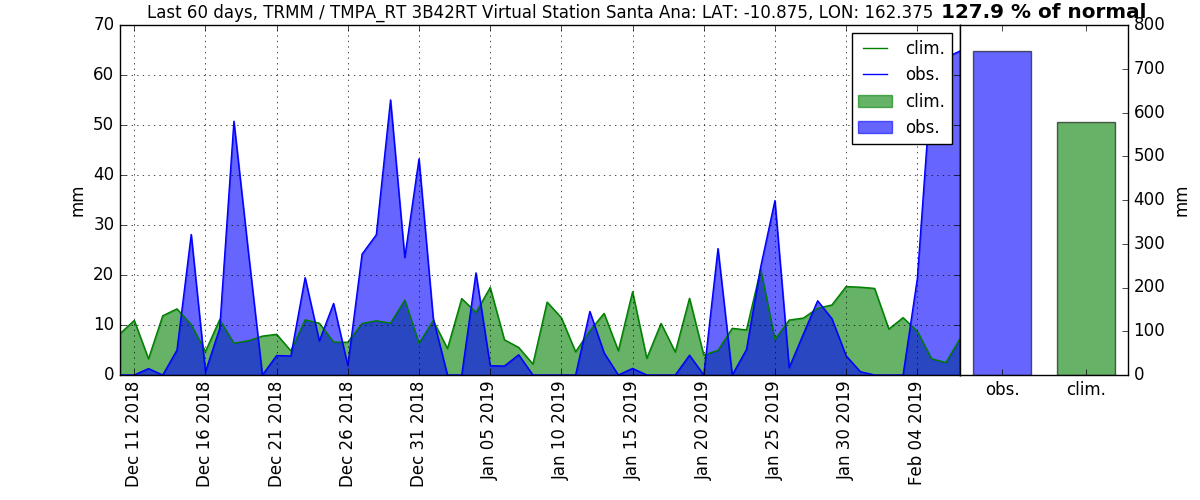 Last 60 days, TRMM / TMPA_RT 3B42RT Virtual Station Santa Ana: LAT: -10.875, LON: 162.375 127.9 % of normal
70
60
50
40
30
20
10
0
mm
clim.
obs.
clim.
obs.
800
700
600
500
400
300
200
100
0
mm
Dec 11 2018
Dec 16 2018
Dec 21 2018
Dec 26 2018
Dec 31 2018
Jan 05 2019
Jan 10 2019
Jan 15 2019
Jan 20 2019
Jan 25 2019
Jan 30 2019
Feb 04 2019
obs.
clim.